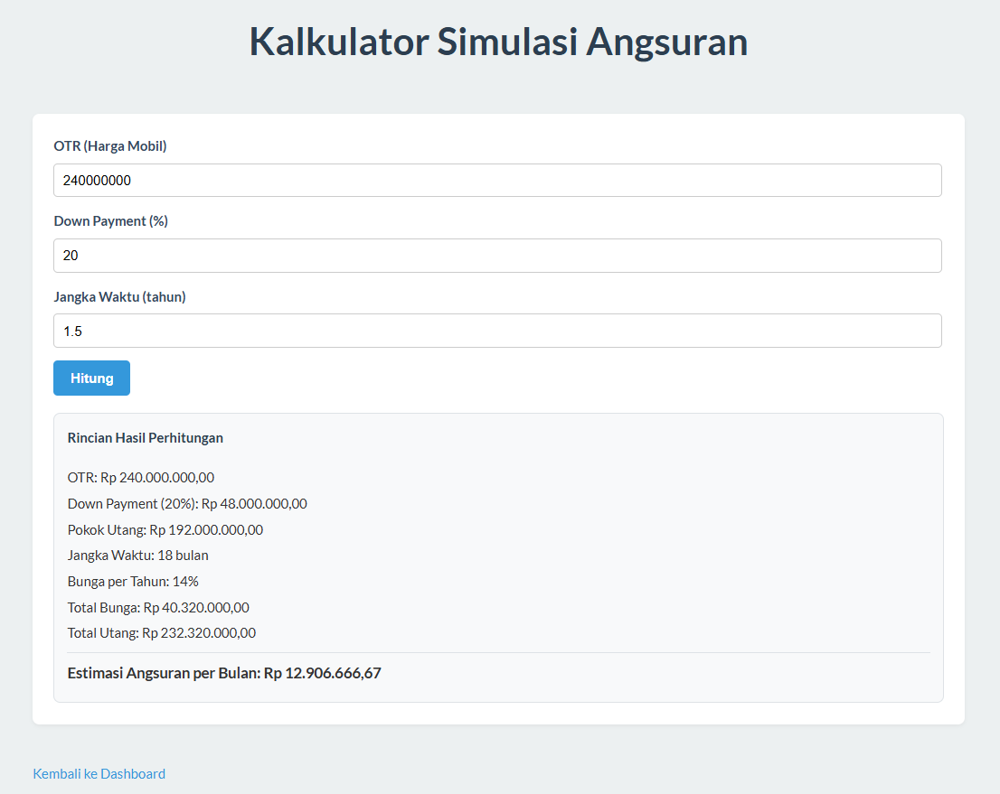 Kalkulator Simulasi Angsuran
OTR (Harga Mobil)
240000000
Down Payment (%)
20
Jangka Waktu (tahun)
1.5
Hitung
Rincian Hasil Perhitungan
OTR: Rp 240.000.000,00
Down Payment (20%): Rp 48.000.000,00
Pokok Utang: Rp 192.000.000,00
Jangka Waktu: 18 bulan
Bunga per Tahun: 14%
Total Bunga: Rp 40.320.000,00
Total Utang: Rp 232.320.000,00
Estimasi Angsuran per Bulan: Rp 12.906.666,67
Kembali ke Dashboard